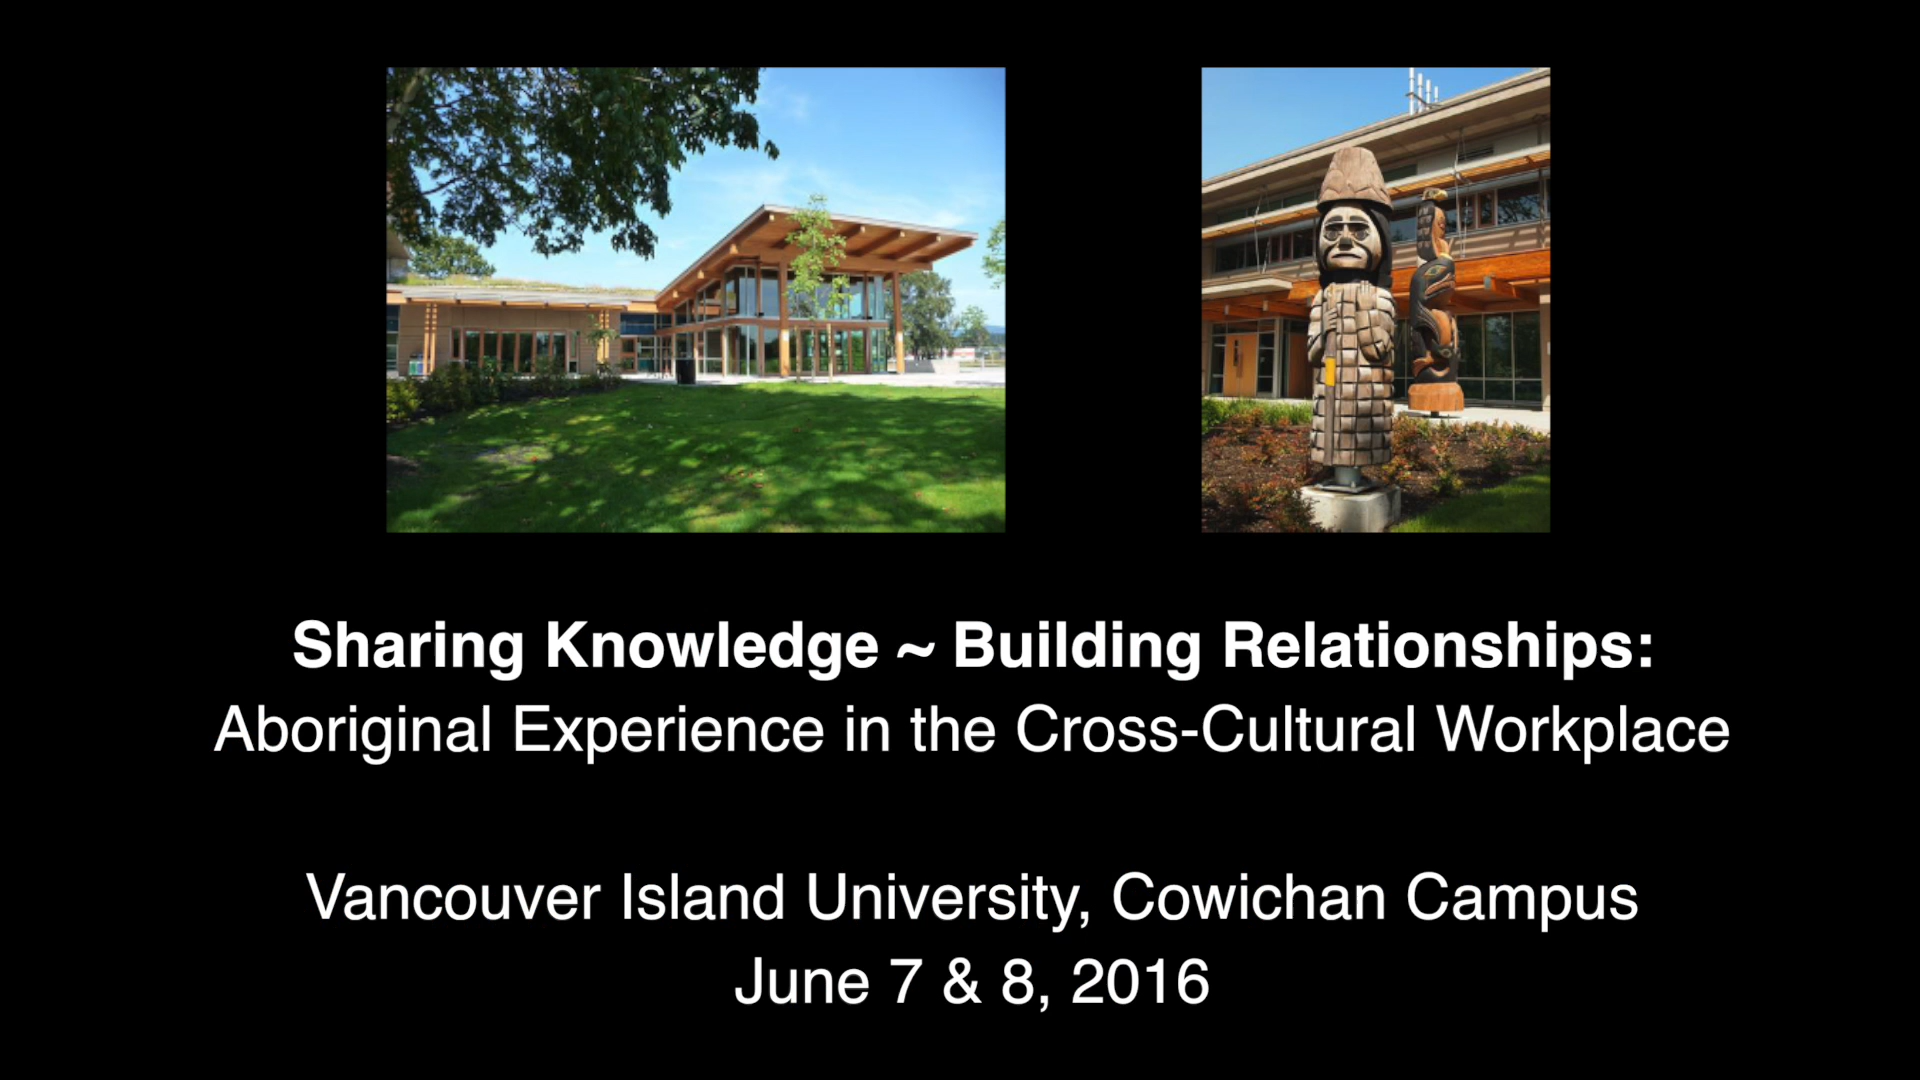 Sharing Knowledge ~ Building Relationships:
Aboriginal Experience in the Cross-Cultural Workplace
Vancouver Island University, Cowichan Campus
June 7 & 8, 2016